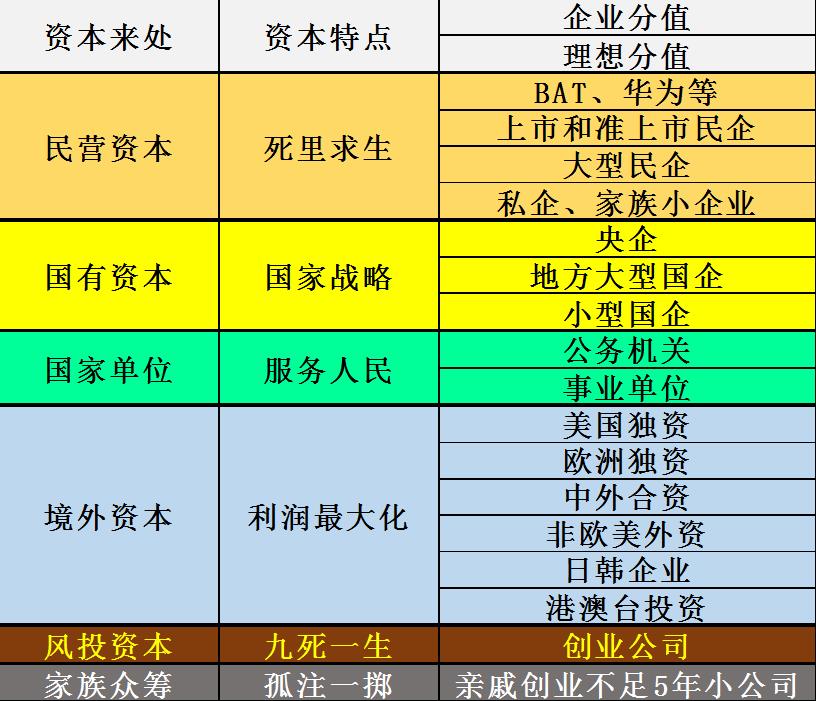 资本来处
资本特点
企业分值
理想分值
民营资本
死里求生
BAT、华为等
上市和准上市民企
大型民企
私企、家族小企业
国有资本
国家战略
央企
地方大型国企
小型国企
国家单位
服务人民
公务机关
事业单位
境外资本
利润最大化
美国独资
欧洲独资
中外合资
非欧美外资
日韩企业
港澳台投资
风投资本
九死一生
创业公司
家族众筹
孤注一掷
亲戚创业不足5年小公司